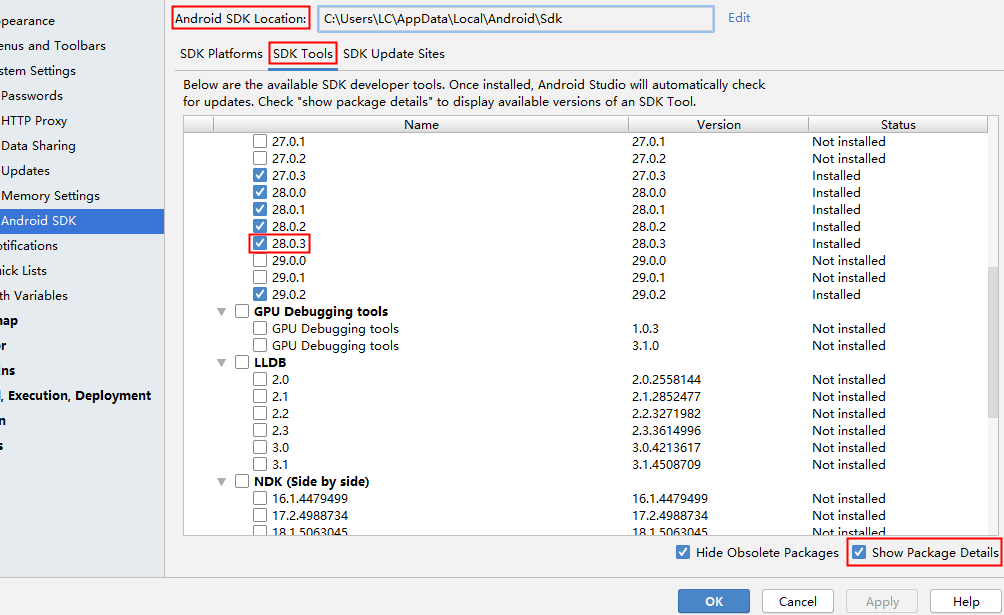 Android SDK Location: C:\Users\LC\AppData\Local\Android\Sdk Edit
SDK Platforms SDK Tools SDK Update Sites
Below are the available SDK developer tools. Once installed, Android Studio will automatically check
for updates. Check "show package details" to display available versions of an SDK Tool.
pearance
enus and Toolbars
stem Settings
Passwords
HTTP Proxy
Data Sharing
Updates
Memory Settings
Android SDK
otifications
uick Lists
th Variables
map
r
ns
, Execution, Deployment
n
s
Name Version Status
27.0.1 27.0.1 Not installed
27.0.2 27.0.2 Not installed
27.0.3 27.0.3 Installed
28.0.0 28.0.0 Installed
28.0.1 28.0.1 Installed
28.0.2 28.0.2 Installed
28.0.3 28.0.3 Installed
29.0.0 29.0.0 Not installed
29.0.1 29.0.1 Not installed
29.0.2 29.0.2 Installed
GPU Debugging tools
GPU Debugging tools 1.0.3 Not installed
GPU Debugging tools 3.1.0 Not installed
LLDB
2.0 2.0.2558144 Not installed
2.1 2.1.2852477 Not installed
2.2 2.2.3271982 Not installed
2.3 2.3.3614996 Not installed
3.0 3.0.4213617 Not installed
3.1 3.1.4508709 Not installed
NDK (Side by side)
16.1.4479499 16.1.4479499 Not installed
17.2.4988734 17.2.4988734 Not installed
18.1.5063045 18.1.5063045 Not installed
Hide Obsolete Packages Show Package Details
OK Cancel Apply Help